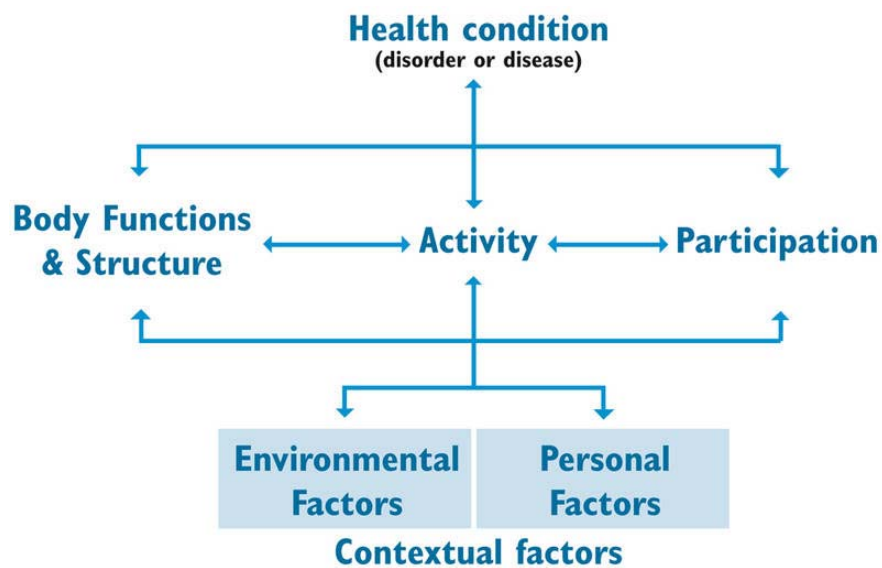 Health condition
(disorder or disease)
Body Functions
& Structure
Activity
Participation
Environmental
Factors
Personal
Factors
Contextual factors